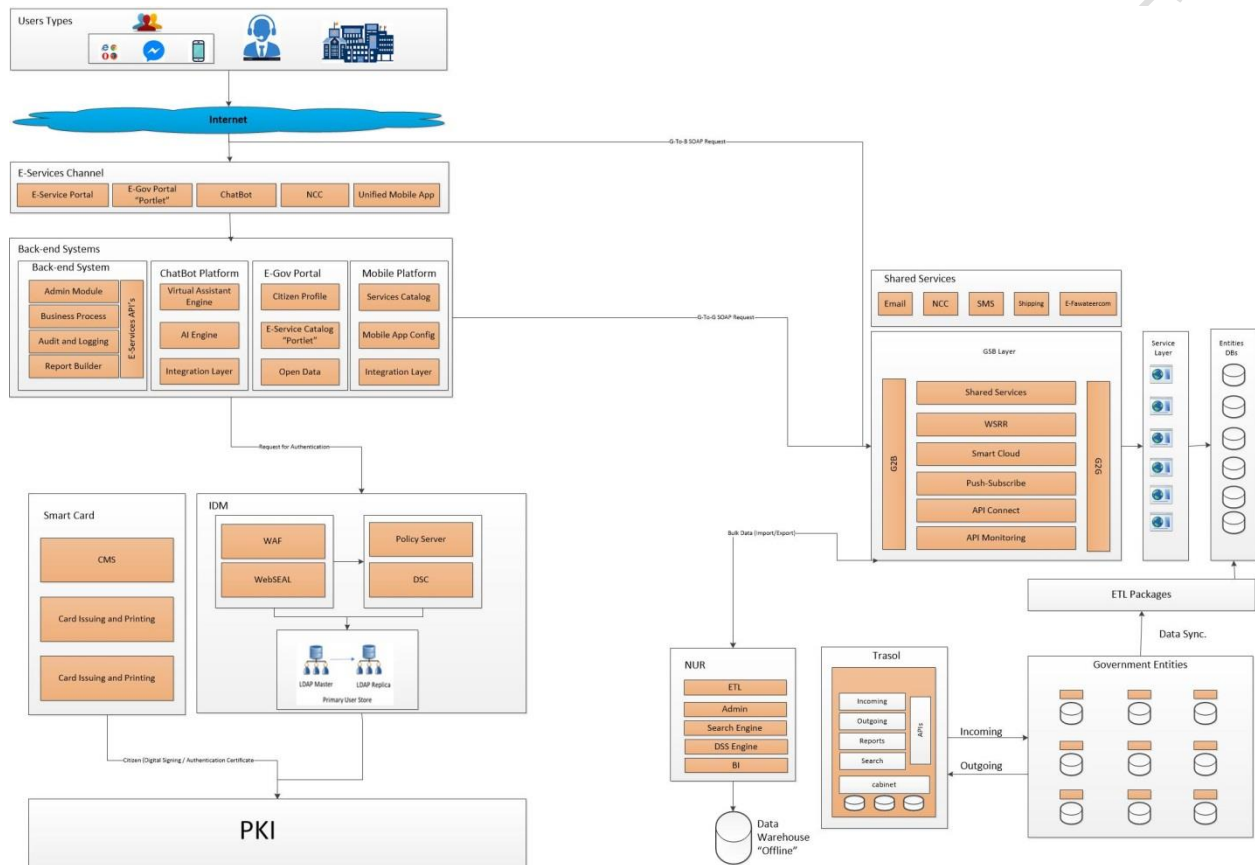 Users Types
Internet
G-To-B SOAP Request
E-Services Channel
E-Service Portal
E-Gov Portal
"Portlet"
ChatBot
NCC
Unified Mobile App
Back-end Systems
Back-end System
Admin Module
Business Process
Audit and Logging
Report Builder
E-Services API's
ChatBot Platform
Virtual Assistant
Engine
AI Engine
Integration Layer
E-Gov Portal
Citizen Profile
E-Service Catalog
"Portlet"
Open Data
Mobile Platform
Services Catalog
Mobile App Config
Integration Layer
G-To-G SOAP Request
Shared Services
Email
NCC
SMS
Shipping
E-Fawateercom
GSB Layer
G2B
Shared Services
WSRR
Smart Cloud
Push-Subscribe
API Connect
API Monitoring
G2G
Service
Layer
Entities
DBs
Request for Authentication
Smart Card
CMS
Card Issuing and Printing
Card Issuing and Printing
IDM
WAF
WebSEAL
Policy Server
DSC
LDAP Master
LDAP Replica
Primary User Store
Citizen (Digital Signing / Authentication Certificate
PKI
Bulk Data (Import/Export)
NUR
ETL
Admin
Search Engine
DSS Engine
BI
Data
Warehouse
"Offline"
Trasol
Incoming
Outgoing
Reports
Search
APIs
cabinet
Incoming
Outgoing
ETL Packages
Data Sync.
Government Entities